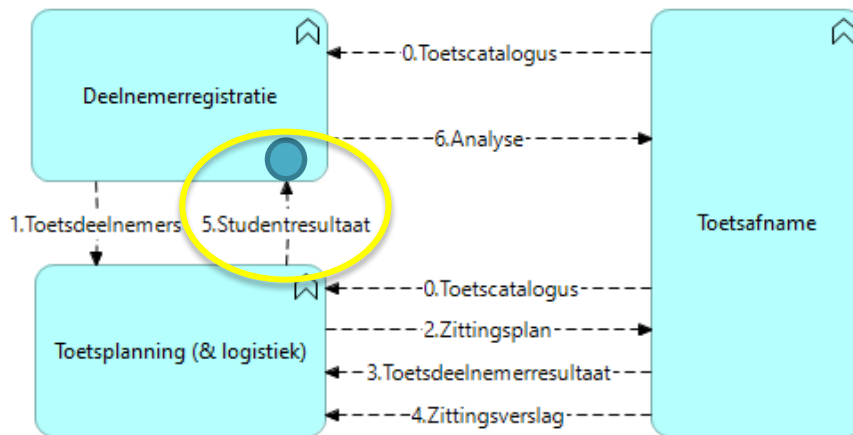 0.Toetscatalogus
Deelnemerregistratie
6.Analyse
1.Toetsdeelnemers
5.Studentresultaat
Toetsafname
0.Toetscatalogus
2.Zittingsplan
Toetsplanning (& logistiek)
3.Toetsdeelnemerresultaat
4.Zittingsverslag